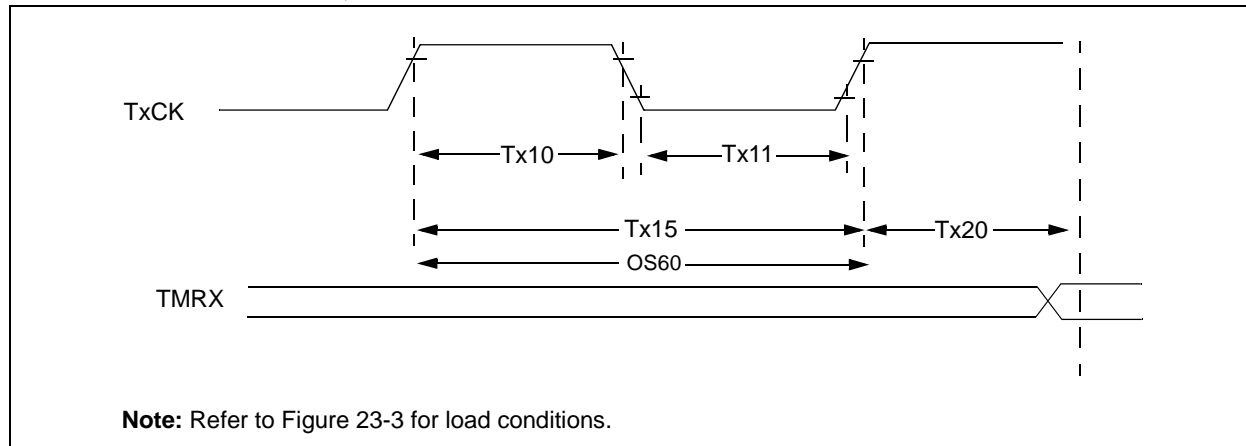 TxCK
Tx10
Tx11
Tx15
Tx20
OS60
TMRX
Note: Refer to Figure 23-3 for load conditions.